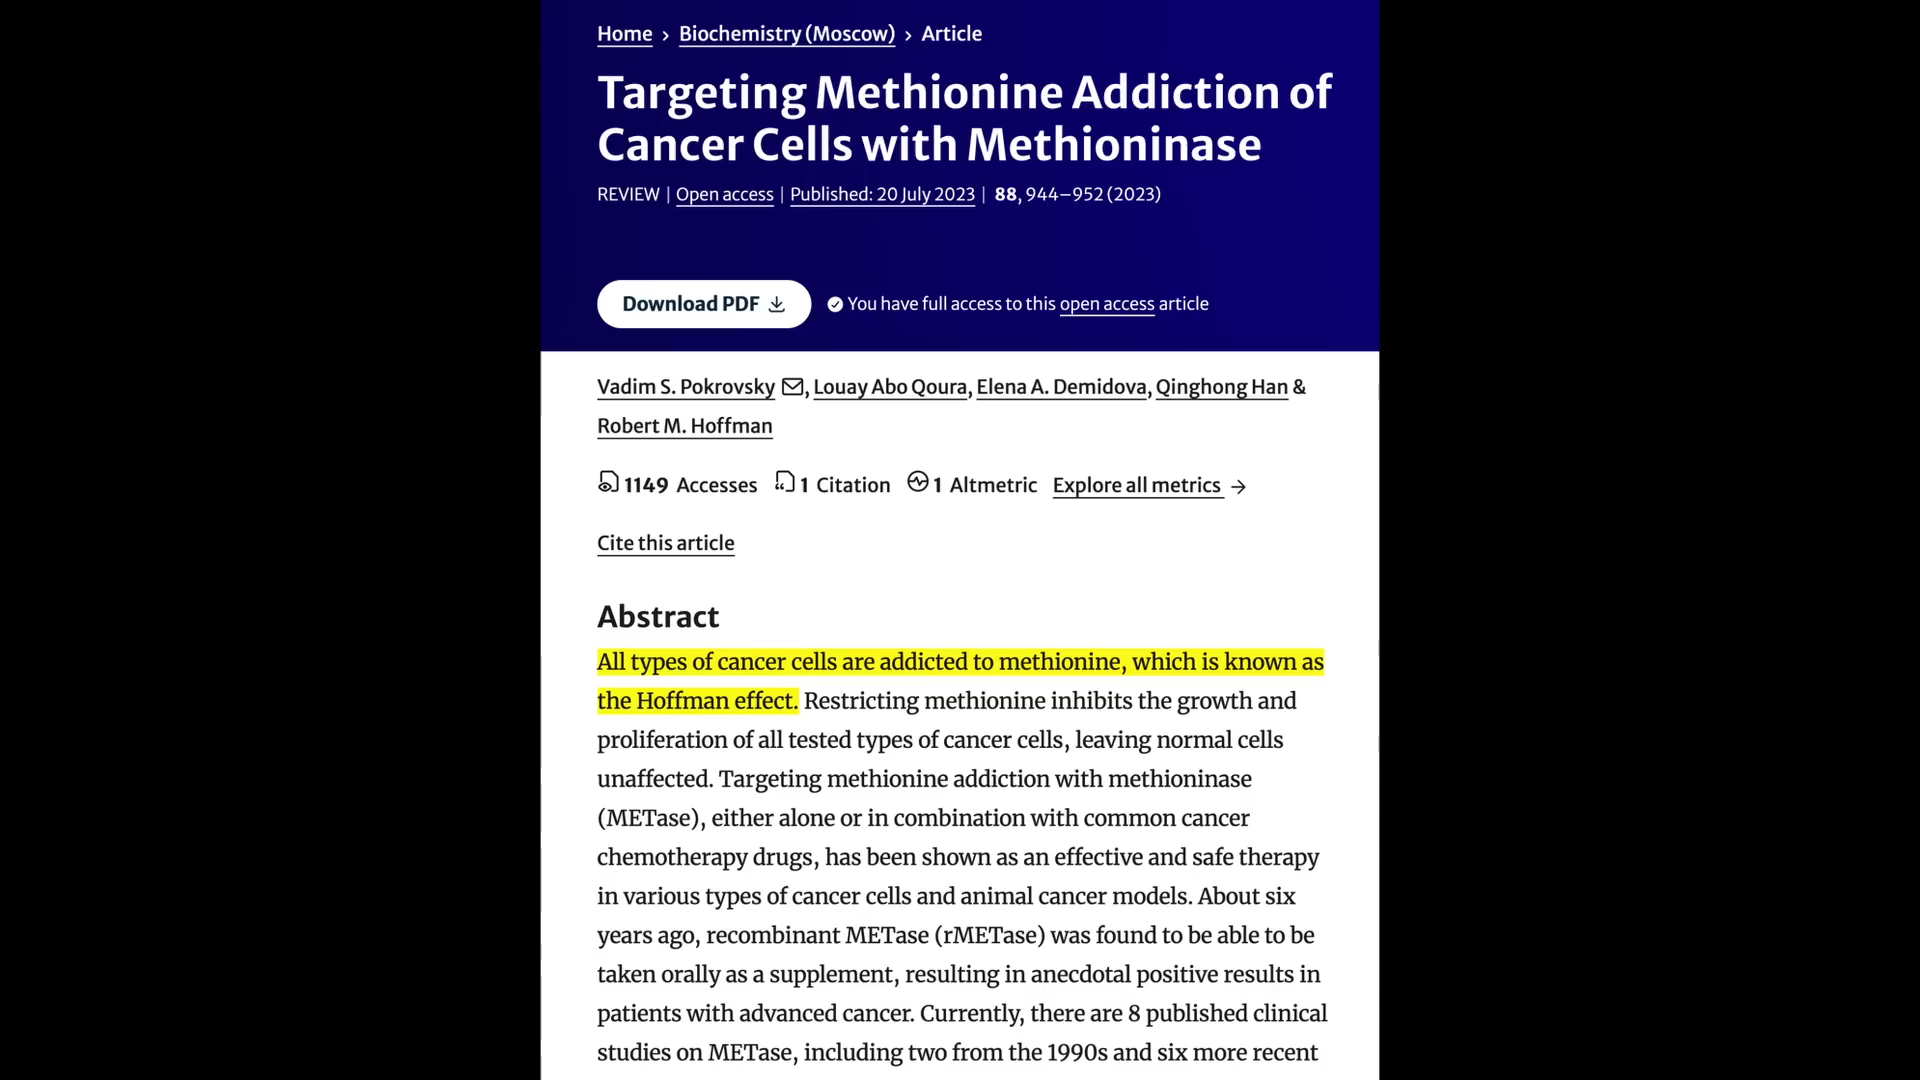 Home > Biochemistry (Moscow) > Article
Targeting Methionine Addiction of
Cancer Cells with Methioninase
REVIEW | Open access | Published: 20 July 2023 | 88, 944–952 (2023)
Download PDF You have full access to this open access article
Vadim S. Pokrovsky, Louay Abo Qoura, Elena A. Demidova, Qinghong Han &
Robert M. Hoffman
1149 Accesses 1 Citation 1 Altmetric Explore all metrics →
Cite this article
Abstract
All types of cancer cells are addicted to methionine, which is known as
the Hoffman effect. Restricting methionine inhibits the growth and
proliferation of all tested types of cancer cells, leaving normal cells
unaffected. Targeting methionine addiction with methioninase
(METase), either alone or in combination with common cancer
chemotherapy drugs, has been shown as an effective and safe therapy
in various types of cancer cells and animal cancer models. About six
years ago, recombinant METase (rMETase) was found to be able to be
taken orally as a supplement, resulting in anecdotal positive results in
patients with advanced cancer. Currently, there are 8 published clinical
studies on METase, including two from the 1990s and six more recent